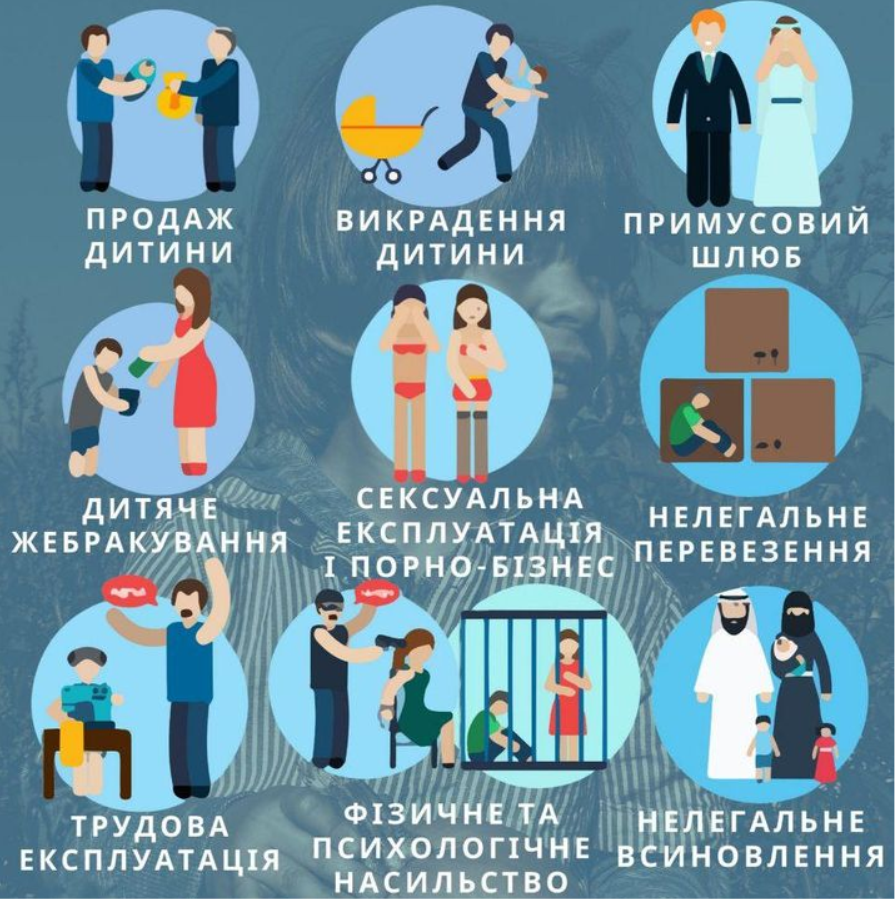 ПРОДАЖ
ДИТИНИ
ВИКРАДЕННЯ
ДИТИНИ
ПРИМУСОВИЙ
ШЛЮБ
ДИТЯЧЕ
ЖЕБРАКУВАННЯ
СЕКСУАЛЬНА
ЕКСПЛУАТАЦІЯ
І ПОРНО-БІЗНЕС
НЕЛЕГАЛЬНЕ
ПЕРЕВЕЗЕННЯ
ТРУДОВА
ЕКСПЛУАТАЦІЯ
ФІЗИЧНЕ ТА
ПСИХОЛОГІЧНЕ
НАСИЛЬСТВО
НЕЛЕГАЛЬНЕ
ВСИНОВЛЕННЯ